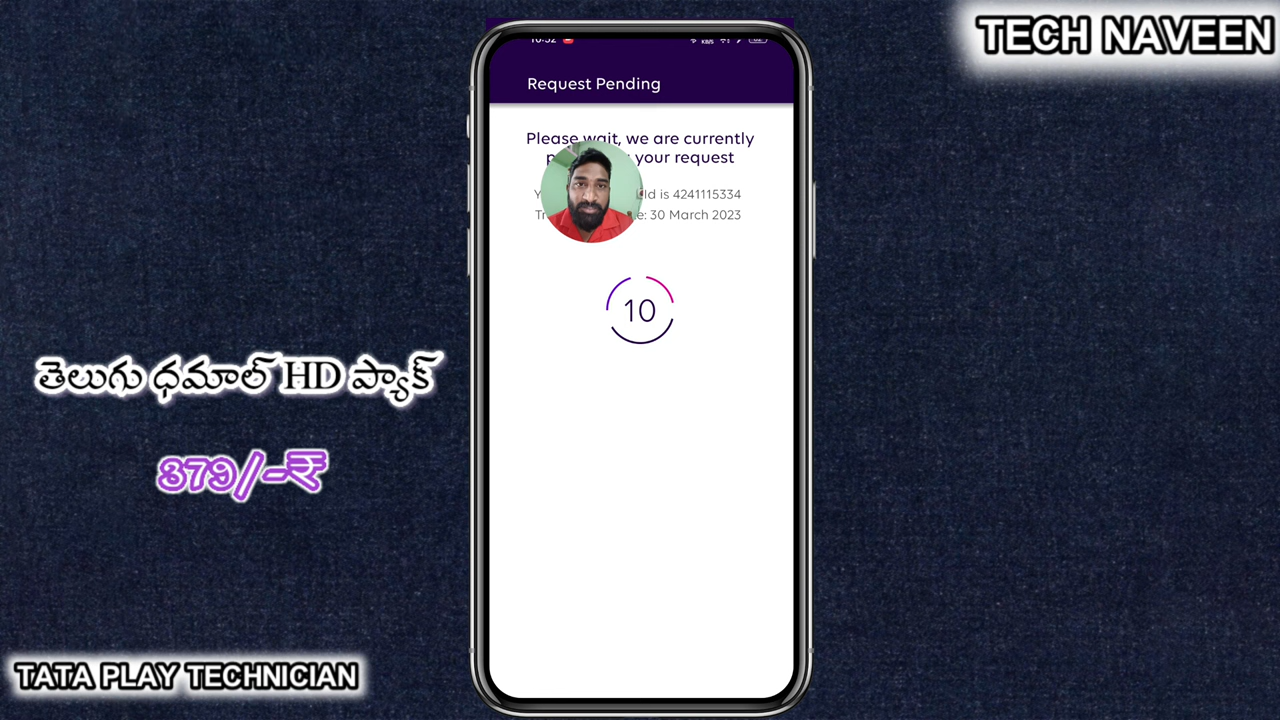 TECH NAVEEN
Request Pending
Please wait, we are currently
your request
Id is 4241115334
30 March 2023
10
తెలుగు ధమాల్ HD ప్యాక్
379/-₹
TATA PLAY TECHNICIAN